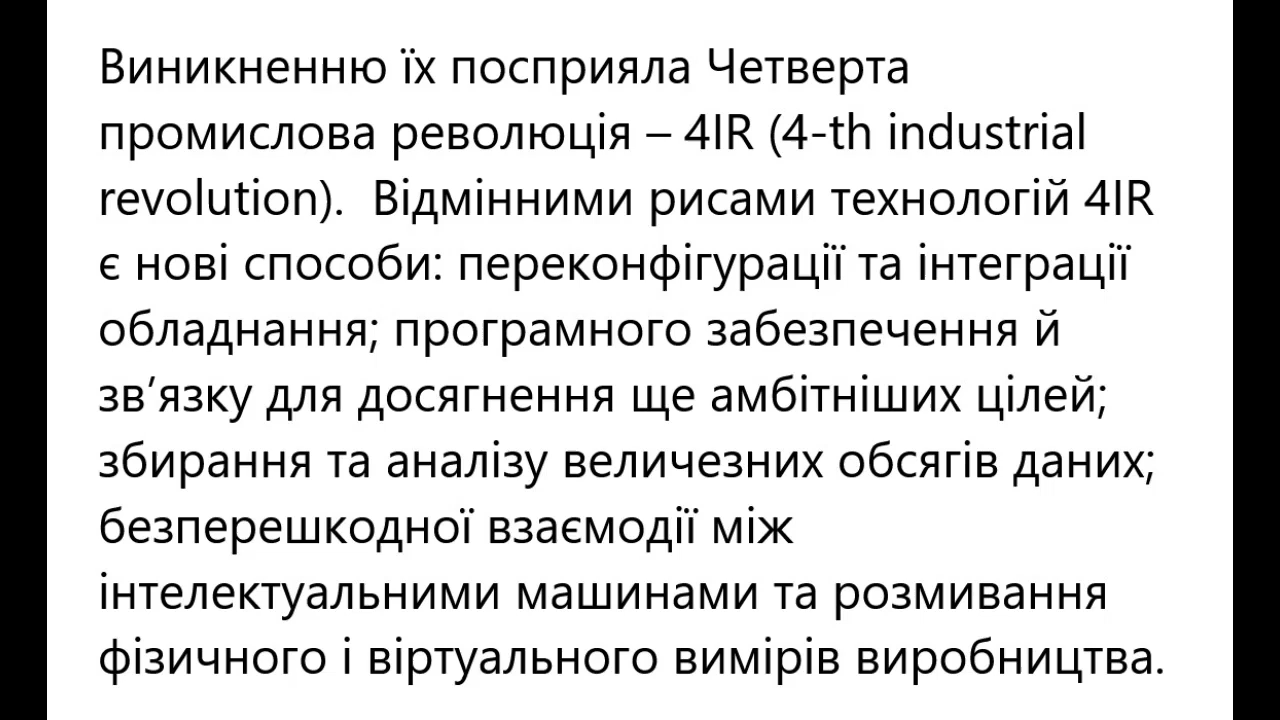 Виникненню їх посприяла Четверта
промислова революція – 4IR (4-th industrial
revolution).  Відмінними рисами технологій 4IR
є нові способи: переконфігурації та інтеграції
обладнання; програмного забезпечення й
зв’язку для досягнення ще амбітніших цілей;
збирання та аналізу величезних обсягів даних;
безперешкодної взаємодії між
інтелектуальними машинами та розмивання
фізичного і віртуального вимірів виробництва.